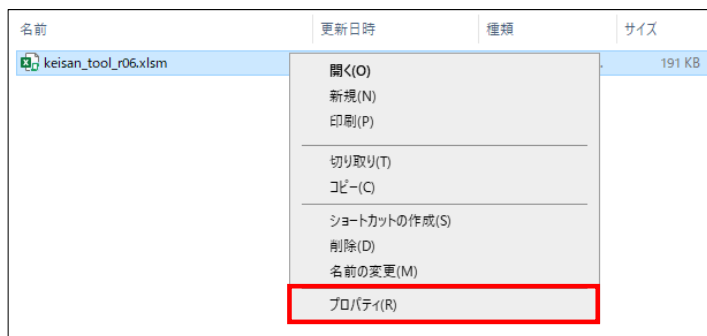 名前 更新日時 種類 サイズ
keisan_tool_r06.xlsm . 191 KB
開く(O)
新規(N)
印刷(P)
切り取り(T)
コピー(C)
ショートカットの作成(S)
削除(D)
名前の変更(M)
プロパティ(R)